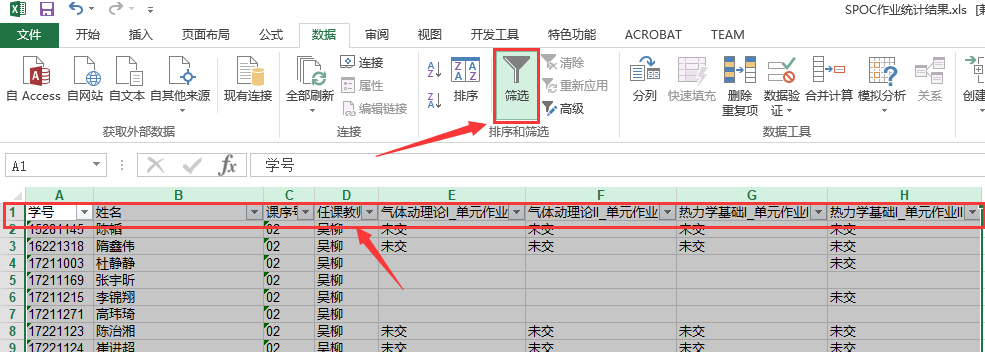 SPOC作业统计结果.xls [兼
文件 开始 插入 页面布局 公式 数据 审阅 视图 开发工具 特色功能 ACROBAT TEAM
自 Access 自网站 自文本 自其他来源 现有连接 全部刷新 连接 属性 编辑链接 排序 筛选 清除 重新应用 高级 分列 快速填充 删除重复项 数据验证 合并计算 模拟分析 关系 创建
获取外部数据 连接 排序和筛选 数据工具
A1 fx 学号
A B C D E F G H
1 学号 姓名 课序号 任课教师 气体动理论I_单元作业 气体动理论II_单元作业 热力学基础I_单元作业I 热力学基础I_单元作业II
2 15281145 陈韬 02 吴柳 未交 未交 未交 未交
3 16221318 隋鑫伟 02 吴柳 未交 未交 未交 未交
4 17211003 杜静静 02 吴柳 未交
5 17211169 张宇昕 02 吴柳
6 17211215 李锦翔 02 吴柳 未交
7 17211271 高玮琦 02 吴柳
8 17221123 陈治湘 02 吴柳 未交 未交 未交 未交
9 17221124 崔进超 02 吴柳 未交 未交 未交 未交